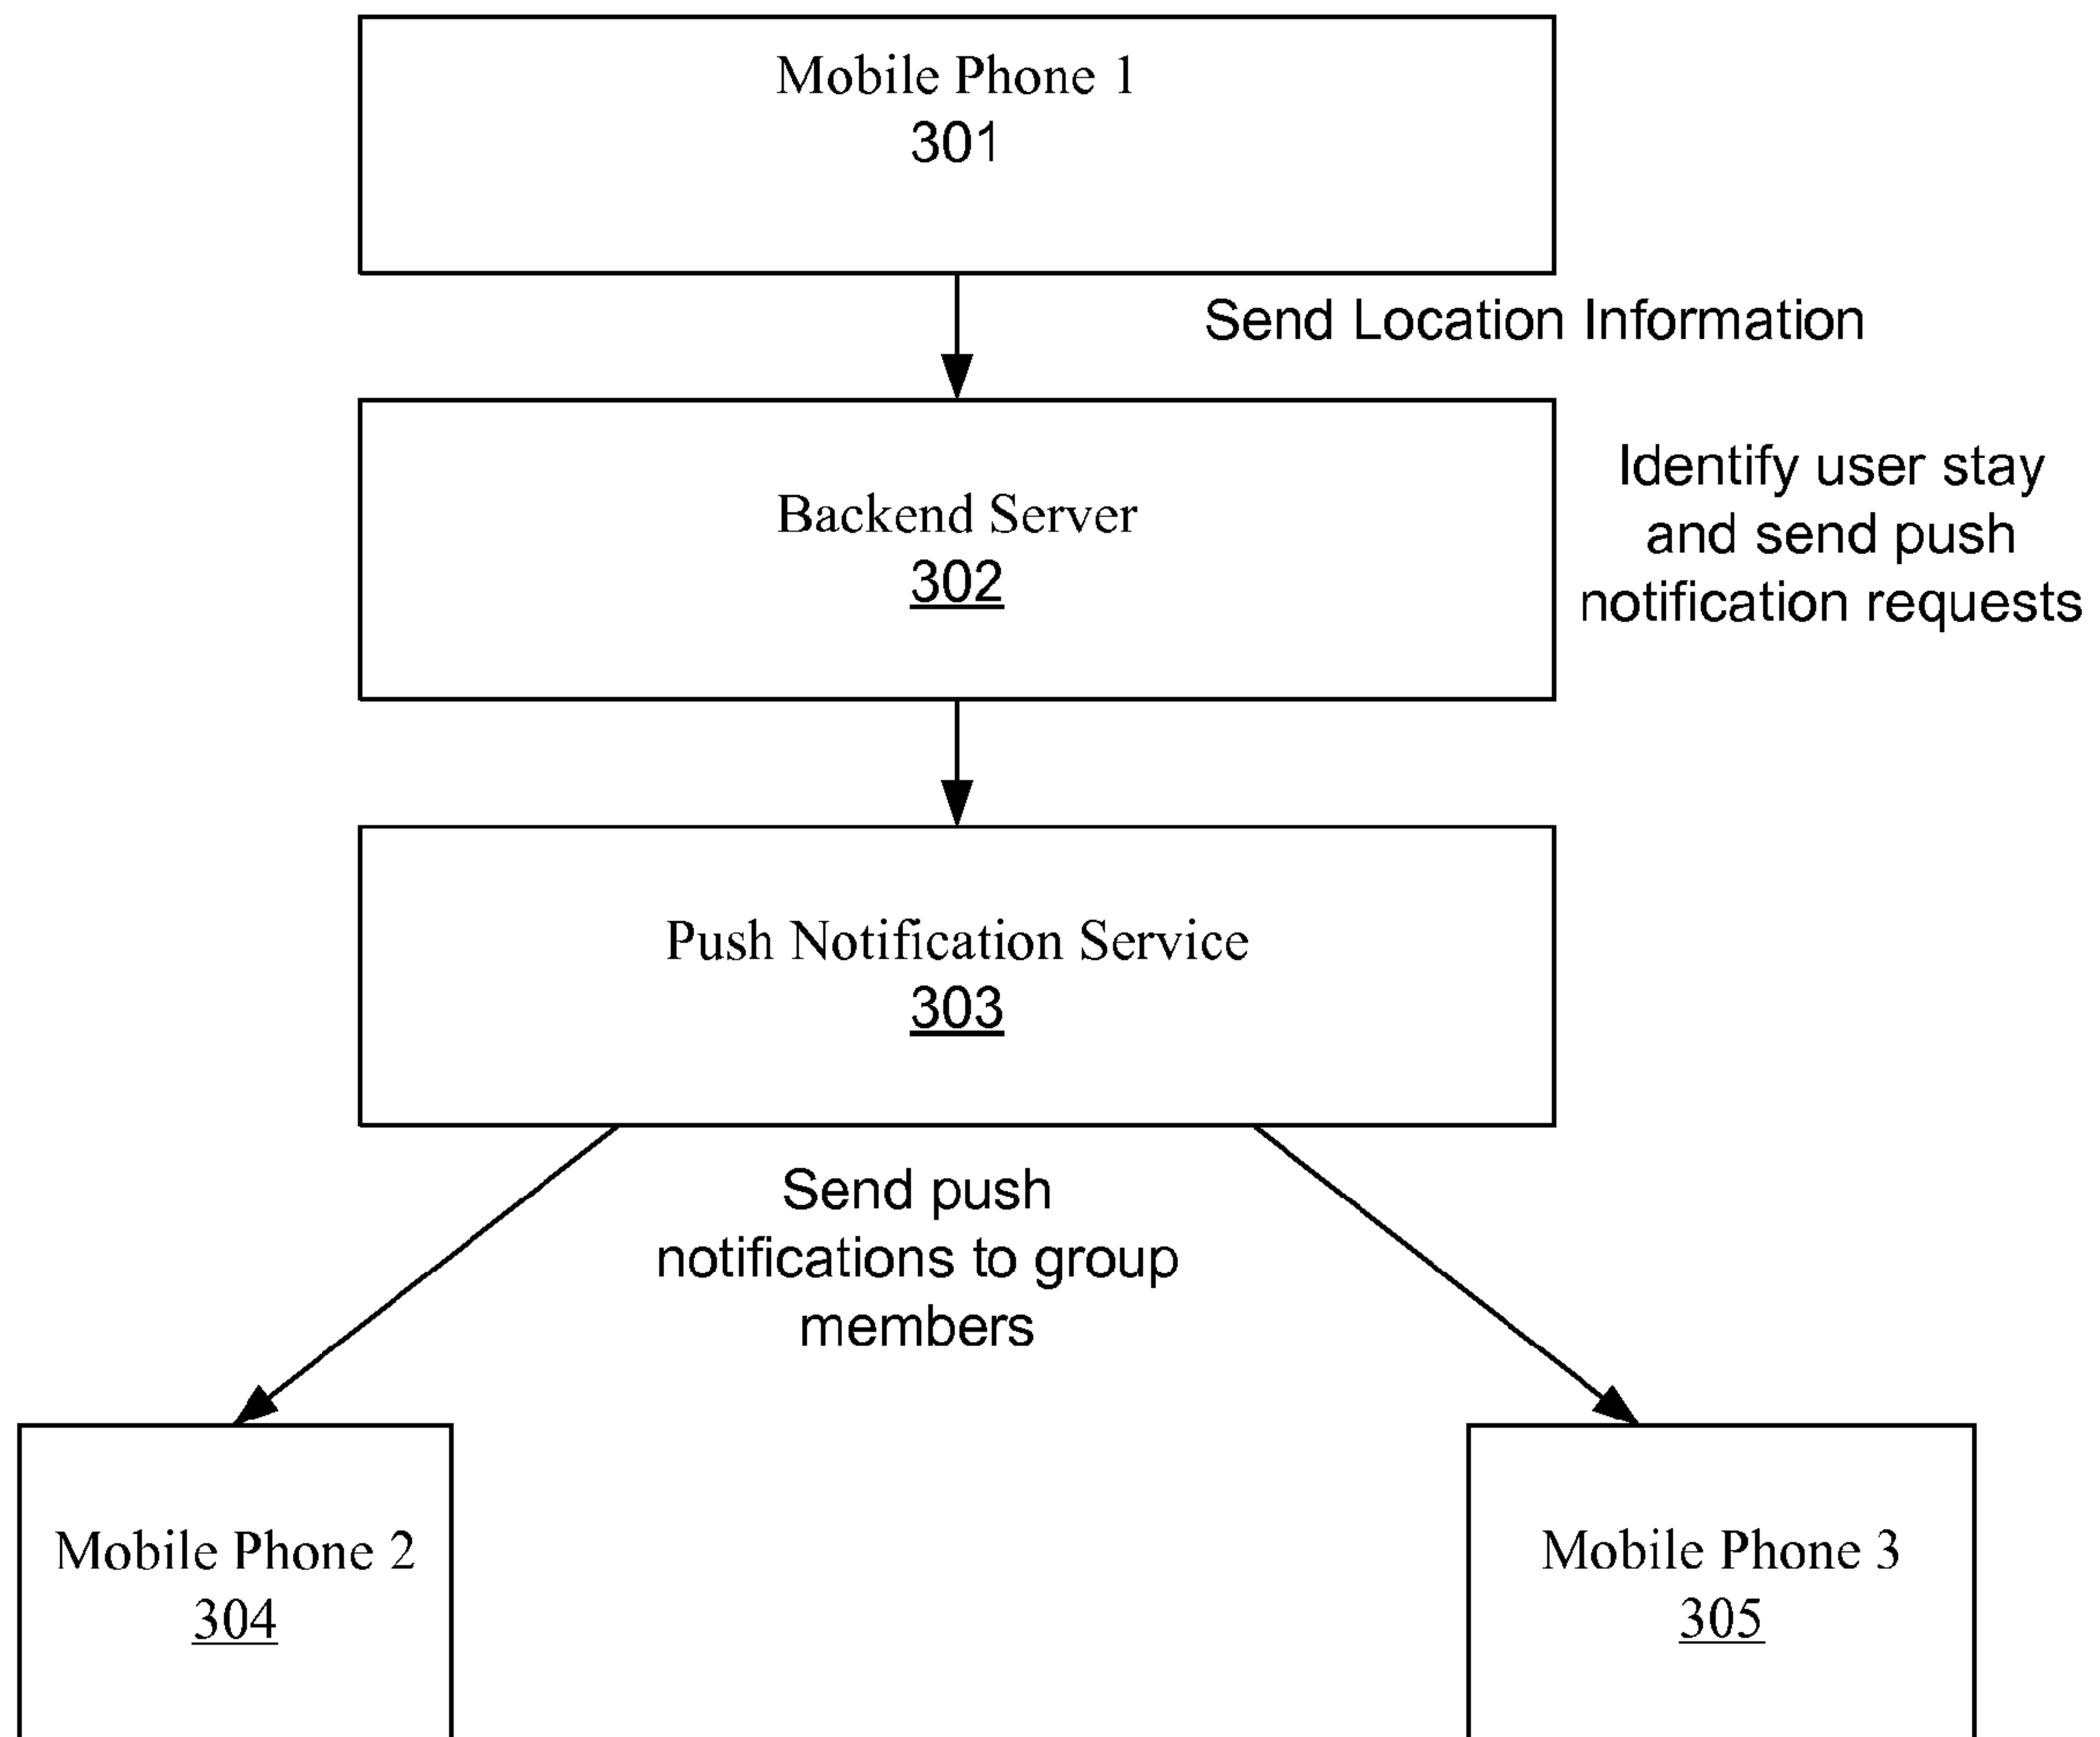 Mobile Phone 1
301
Send Location Information
Backend Server
302
Identify user stay
and send push
notification requests
Push Notification Service
303
Send push
notifications to group
members
Mobile Phone 2
304
Mobile Phone 3
305